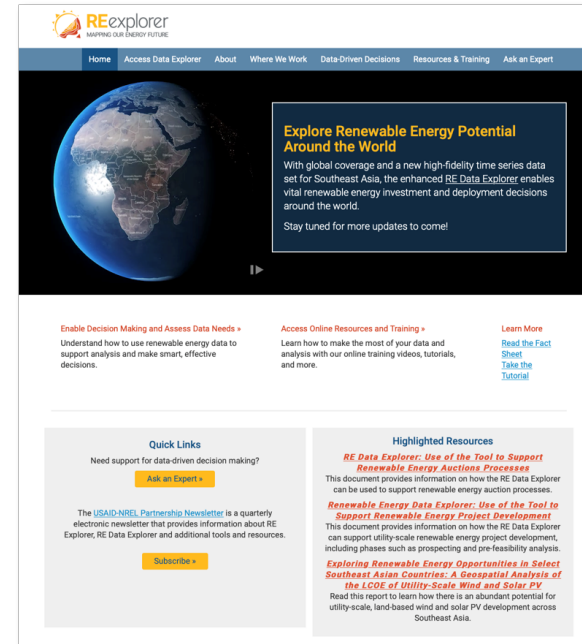 REexplorer
MAPPING OUR ENERGY FUTURE
Home Access Data Explorer About Where We Work Data-Driven Decisions Resources & Training Ask an Expert
Explore Renewable Energy Potential
Around the World
With global coverage and a new high-fidelity time series data
set for Southeast Asia, the enhanced RE Data Explorer enables
vital renewable energy investment and deployment decisions
around the world.
Stay tuned for more updates to come!
Enable Decision Making and Assess Data Needs »
Understand how to use renewable energy data to
support analysis and make smart, effective
decisions.
Access Online Resources and Training »
Learn how to make the most of your data and
analysis with our online training videos, tutorials,
and more.
Learn More
Read the Fact
Sheet
Take the
Tutorial
Quick Links
Need support for data-driven decision making?
Ask an Expert »
The USAID-NREL Partnership Newsletter is a quarterly
electronic newsletter that provides information about RE
Explorer, RE Data Explorer and additional tools and resources.
Subscribe »
Highlighted Resources
RE Data Explorer: Use of the Tool to Support
Renewable Energy Auctions Processes
This document provides information on how the RE Data Explorer
can be used to support renewable energy auction processes.
Renewable Energy Data Explorer: Use of the Tool to
Support Renewable Energy Project Development
This document provides information on how the RE Data Explorer
can support utility-scale renewable energy project development,
including phases such as prospecting and pre-feasibility analysis.
Exploring Renewable Energy Opportunities in Select
Southeast Asian Countries: A Geospatial Analysis of
the LCOE of Utility-Scale Wind and Solar PV
Read this report to learn how there is an abundant potential for
utility-scale, land-based wind and solar PV development across
Southeast Asia.